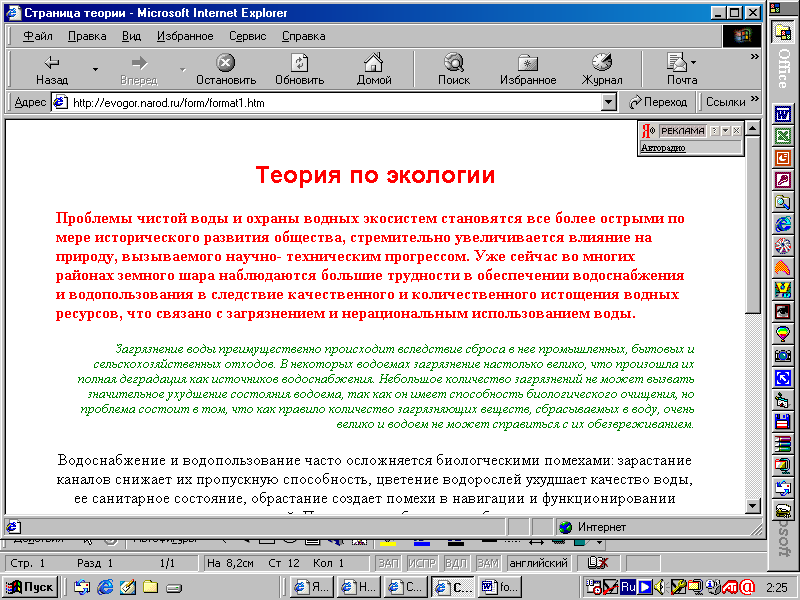 Страница теории - Microsoft Internet Explorer
Файл Правка Вид Избранное Сервис Справка
Назад Вперед Остановить Обновить Домой Поиск Избранное Журнал Почта
Адрес http://evogor.narod.ru/form/format1.htm Переход Ссылки
Office
Я РЕКЛАМА
Авторадио
Теория по экологии
Проблемы чистой воды и охраны водных экосистем становятся все более острыми по
мере исторического развития общества, стремительно увеличивается влияние на
природу, вызываемого научно- техническим прогрессом. Уже сейчас во многих
районах земного шара наблюдаются большие трудности в обеспечении водоснабжения
и водопользования в следствие качественного и количественного истощения водных
ресурсов, что связано с загрязнением и нерациональным использованием воды.
Загрязнение воды преимущественно происходит вследствие сброса в нее промышленных, бытовых и
сельскохозяйственных отходов. В некоторых водоемах загрязнение настолько велико, что произошла их
полная деградация как источников водоснабжения. Небольшое количество загрязнений не может вызвать
значительное ухудшение состояния водоема, так как он имеет способность биологического очищения, но
проблема состоит в том, что как правило количество загрязняющих веществ, сбрасываемых в воду, очень
велико и водоем не может справиться с их обезвреживанием.
Водоснабжение и водопользование часто осложняется биологческими помехами: зарастание
каналов снижает их пропускную способность, цветение водорослей ухудшает качество воды,
ее санитарное состояние, обрастание создает помехи в навигации и функционировании
Интернет
Стр. 1 Разд 1 1/1 На 8,2см Ст 12 Кол 1 ЗАП ИСПР ВДЛ ЗАМ английский
Пуск Я... Н... С... С... fo... Ru 2:25